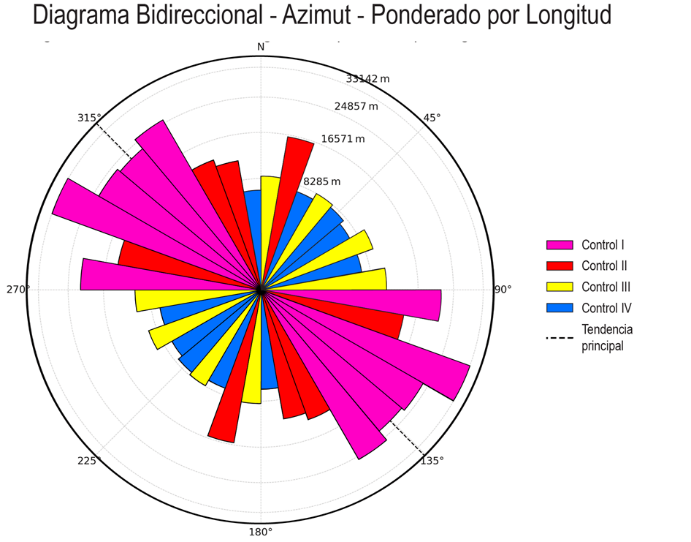 Diagrama Bidireccional - Azimut - Ponderado por Longitud
N
33142 m
24857 m
315°
45°
16571 m
8285 m
Control I
Control II
270°
90°
Control III
Control IV
Tendencia
principal
225°
135°
180°